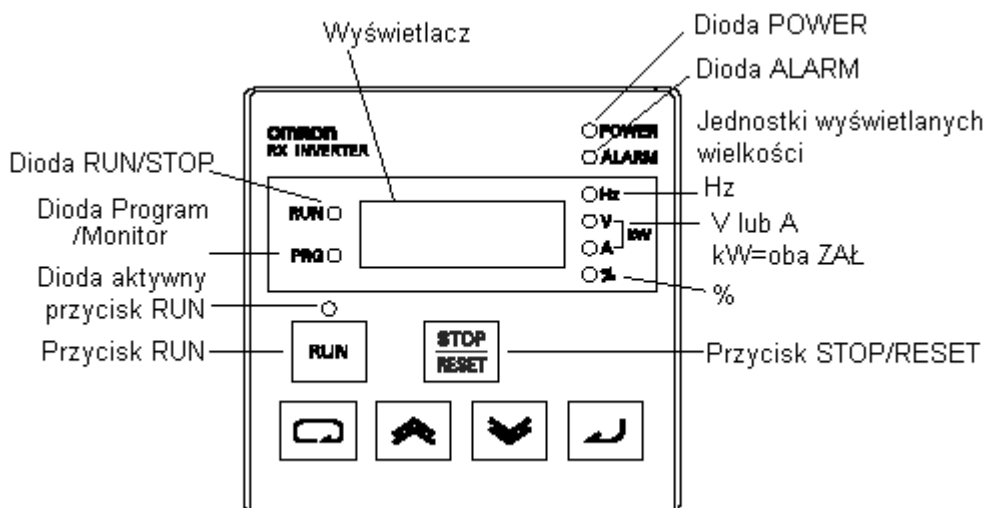 Wyświetlacz
Dioda POWER
Dioda ALARM
Jednostki wyświetlanych
wielkości
Hz
V lub A
kW=oba ZAŁ
%
Dioda RUN/STOP
Dioda Program
/Monitor
Dioda aktywny
przycisk RUN
Przycisk RUN
Przycisk STOP/RESET
OMRON
RX INVERTER
POWER
ALARM
RUN
PRG
Hz
V
kW
A
%
RUN
STOP
RESET